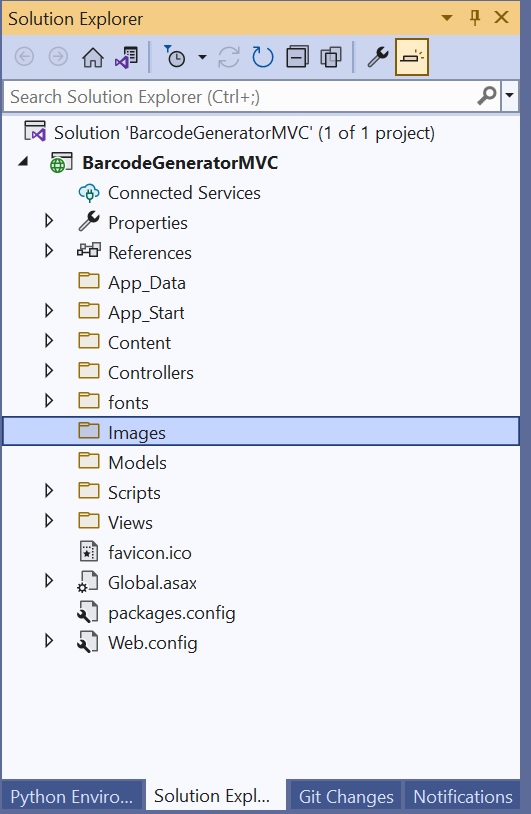 Solution Explorer
Search Solution Explorer (Ctrl+;)
Solution 'BarcodeGeneratorMVC' (1 of 1 project)
BarcodeGeneratorMVC
Connected Services
Properties
References
App_Data
App_Start
Content
Controllers
fonts
Images
Models
Scripts
Views
favicon.ico
Global.asax
packages.config
Web.config
Python Enviro... Solution Expl... Git Changes Notifications